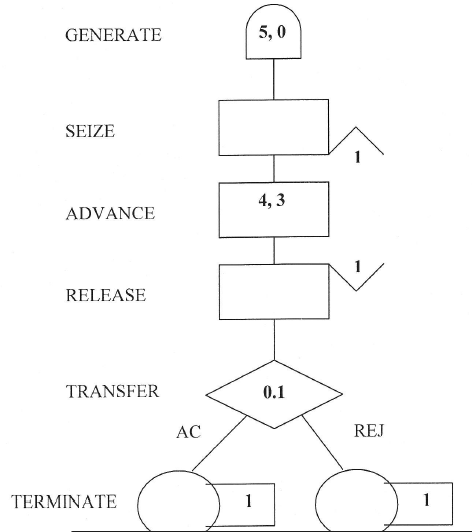 GENERATE 5, 0
SEIZE
1
ADVANCE 4, 3
1
RELEASE
TRANSFER 0.1
AC REJ
TERMINATE 1 1